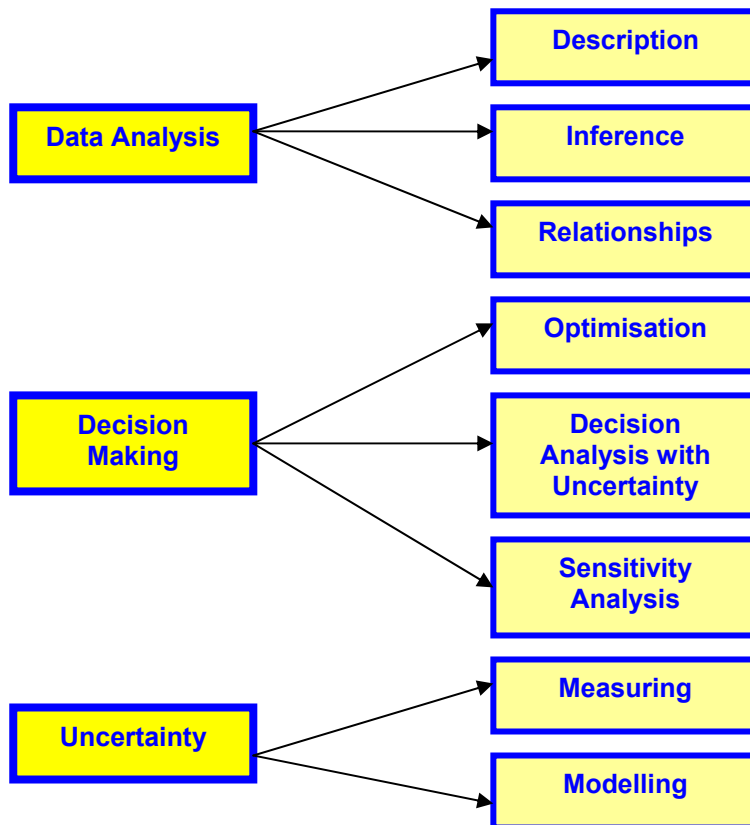 Data Analysis
Description
Inference
Relationships
Decision
Making
Optimisation
Decision
Analysis with
Uncertainty
Sensitivity
Analysis
Uncertainty
Measuring
Modelling